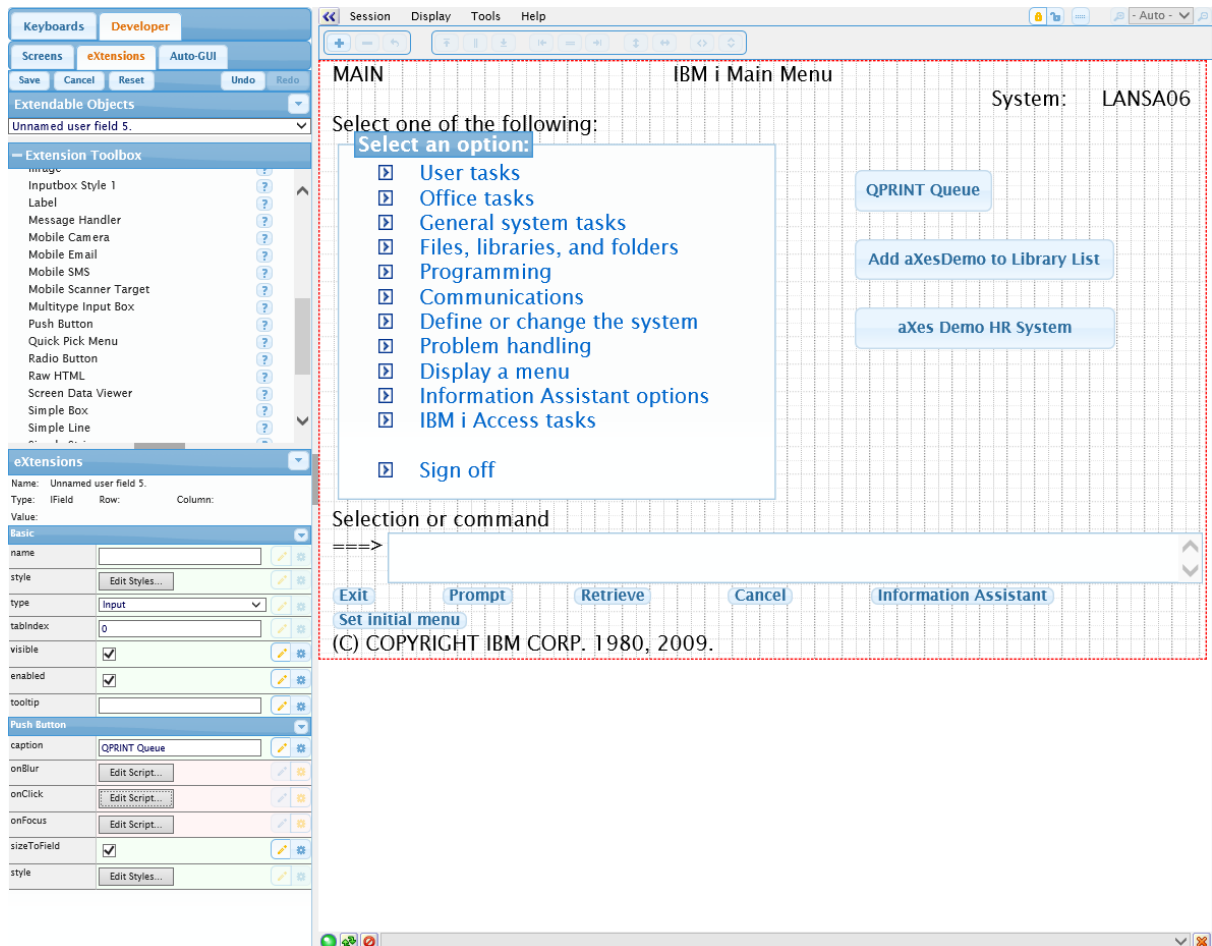 Keyboards Developer
Screens eXtensions Auto-GUI
Save Cancel Reset Undo Redo
Extendable Objects
Unnamed user field 5.
Extension Toolbox
Image ?
Inputbox Style 1 ?
Label ?
Message Handler ?
Mobile Camera ?
Mobile Email ?
Mobile SMS ?
Mobile Scanner Target ?
Multitype Input Box ?
Push Button ?
Quick Pick Menu ?
Radio Button ?
Raw HTML ?
Screen Data Viewer ?
Simple Box ?
Simple Line ?
eXtensions
Name: Unnamed user field 5.
Type: IField Row: Column:
Value:
Basic
name
style Edit Styles...
type Input
tabIndex 0
visible
enabled
tooltip
Push Button
caption QPRINT Queue
onBlur Edit Script...
onClick Edit Script...
onFocus Edit Script...
sizeToField
style Edit Styles...
Session Display Tools Help
- Auto -
MAIN IBM i Main Menu
System: LANSA06
Select one of the following:
Select an option:
User tasks
Office tasks
General system tasks
Files, libraries, and folders
Programming
Communications
Define or change the system
Problem handling
Display a menu
Information Assistant options
IBM i Access tasks
Sign off
QPRINT Queue
Add aXesDemo to Library List
aXes Demo HR System
Selection or command
===>
Exit Prompt Retrieve Cancel Information Assistant
Set initial menu
(C) COPYRIGHT IBM CORP. 1980, 2009.